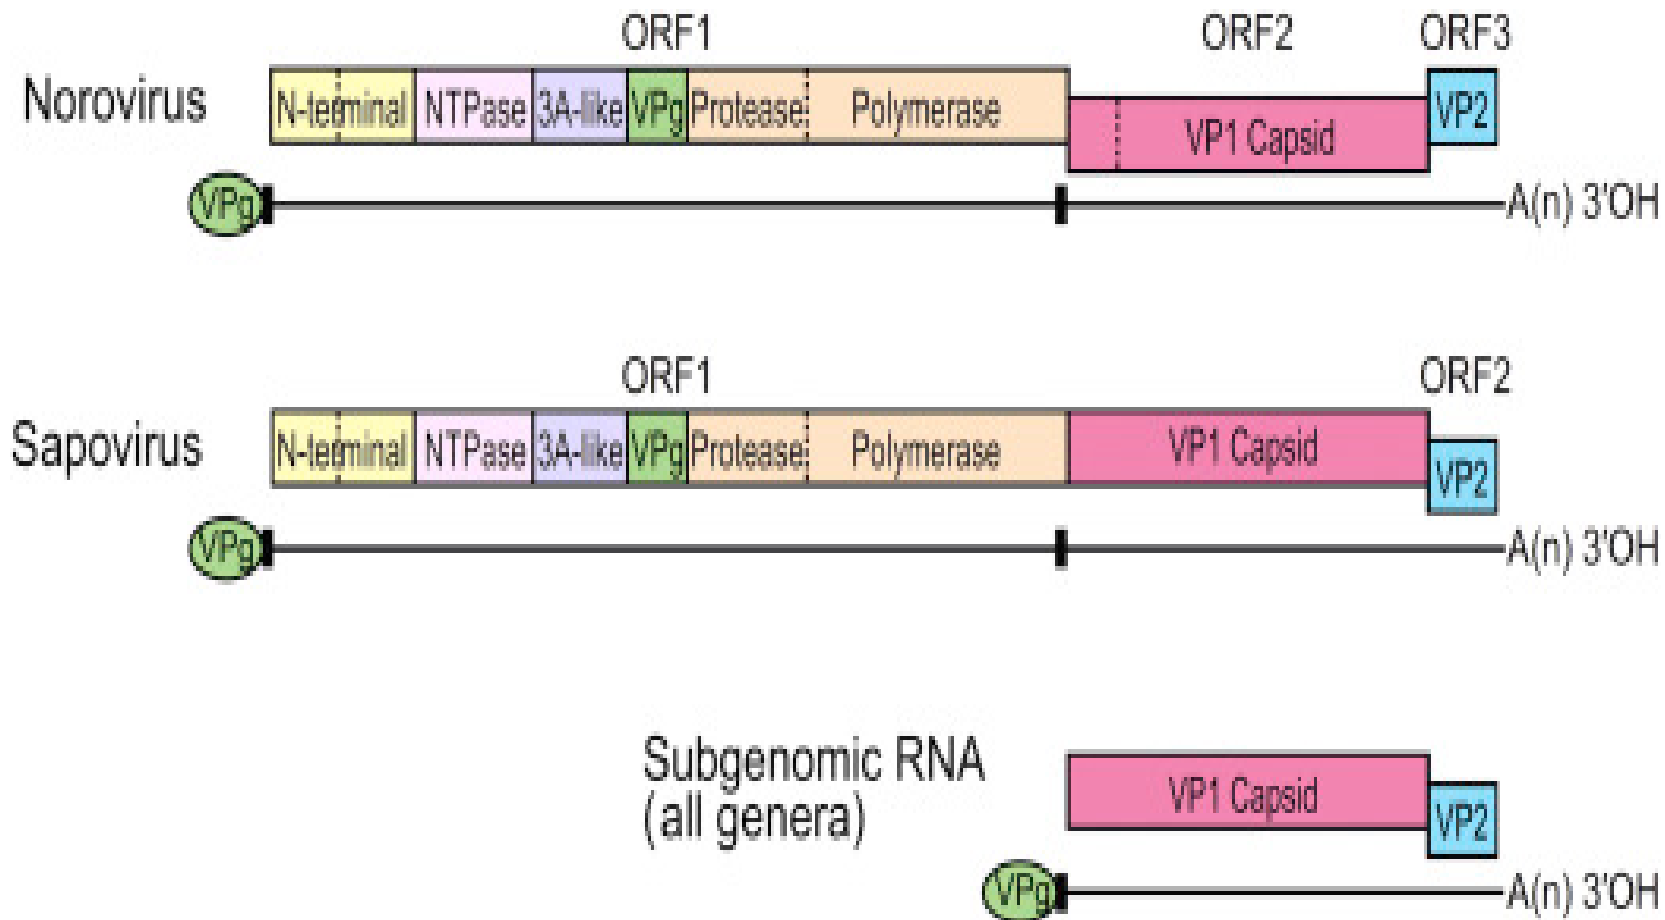 ORF1 ORF2 ORF3
Norovirus N-terminal NTPase 3A-like VPg Protease Polymerase VP1 Capsid VP2
VPg A(n) 3'OH
ORF1 ORF2
Sapovirus N-terminal NTPase 3A-like VPg Protease Polymerase VP1 Capsid VP2
VPg A(n) 3'OH
Subgenomic RNA
(all genera)
VP1 Capsid VP2
VPg A(n) 3'OH